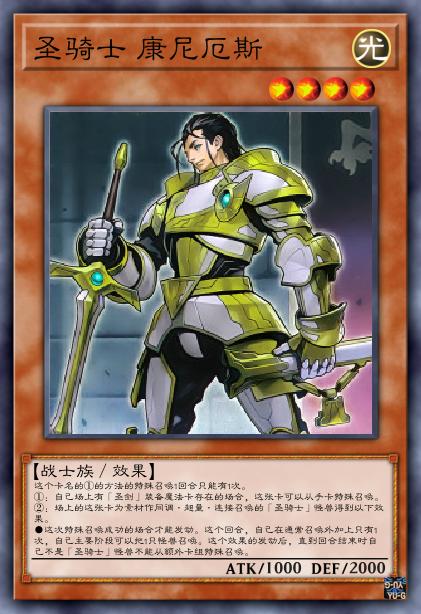 圣骑士 康尼厄斯
光
【战士族／效果】
这个卡名的①的方法的特殊召唤1回合只能有1次。
①：自己场上有「圣剑」装备魔法卡存在的场合，这张卡可以从手卡特殊召唤。
②：场上的这张卡为素材作同调·超量·连接召唤的「圣骑士」怪兽得到以下效
果。
●这次特殊召唤成功的场合才能发动。这个回合，自己在通常召唤外加上只有1
次，自己主要阶段可以把1只怪兽召唤。这个效果的发动后，直到回合结束时自
己不是「圣骑士」怪兽不能从额外卡组特殊召唤。
ATK/1000 DEF/2000